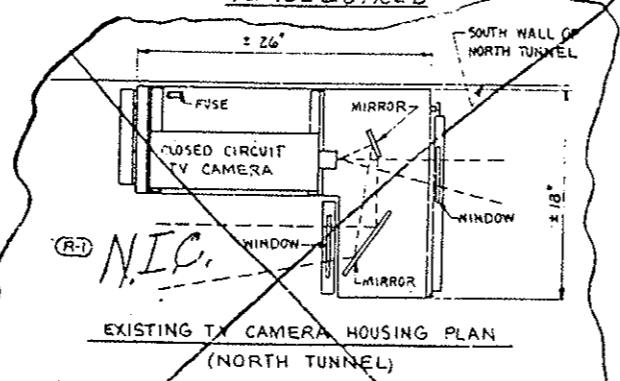 ± 26"
SOUTH WALL OF
NORTH TUNNEL
FUSE
MIRROR
CLOSED CIRCUIT
TV CAMERA
± 18"
WINDOW
WINDOW
R-1 N.I.C.
MIRROR
EXISTING TV CAMERA HOUSING PLAN
(NORTH TUNNEL)